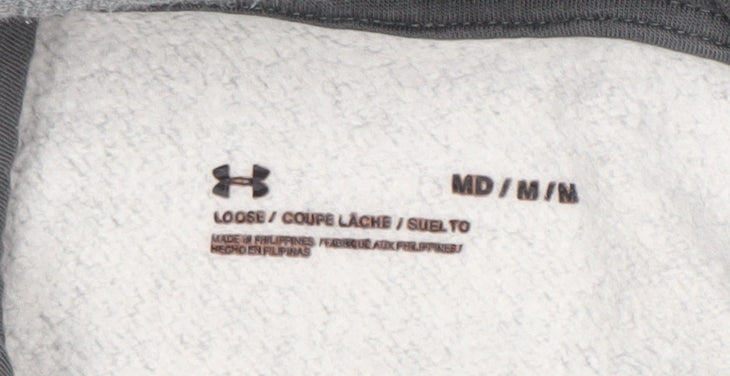 MD / M / M
LOOSE / COUPE LÂCHE / SUELTO
MADE IN PHILIPPINES / FABRIQUÉ AUX PHILIPPINES /
HECHO EN FILIPINAS